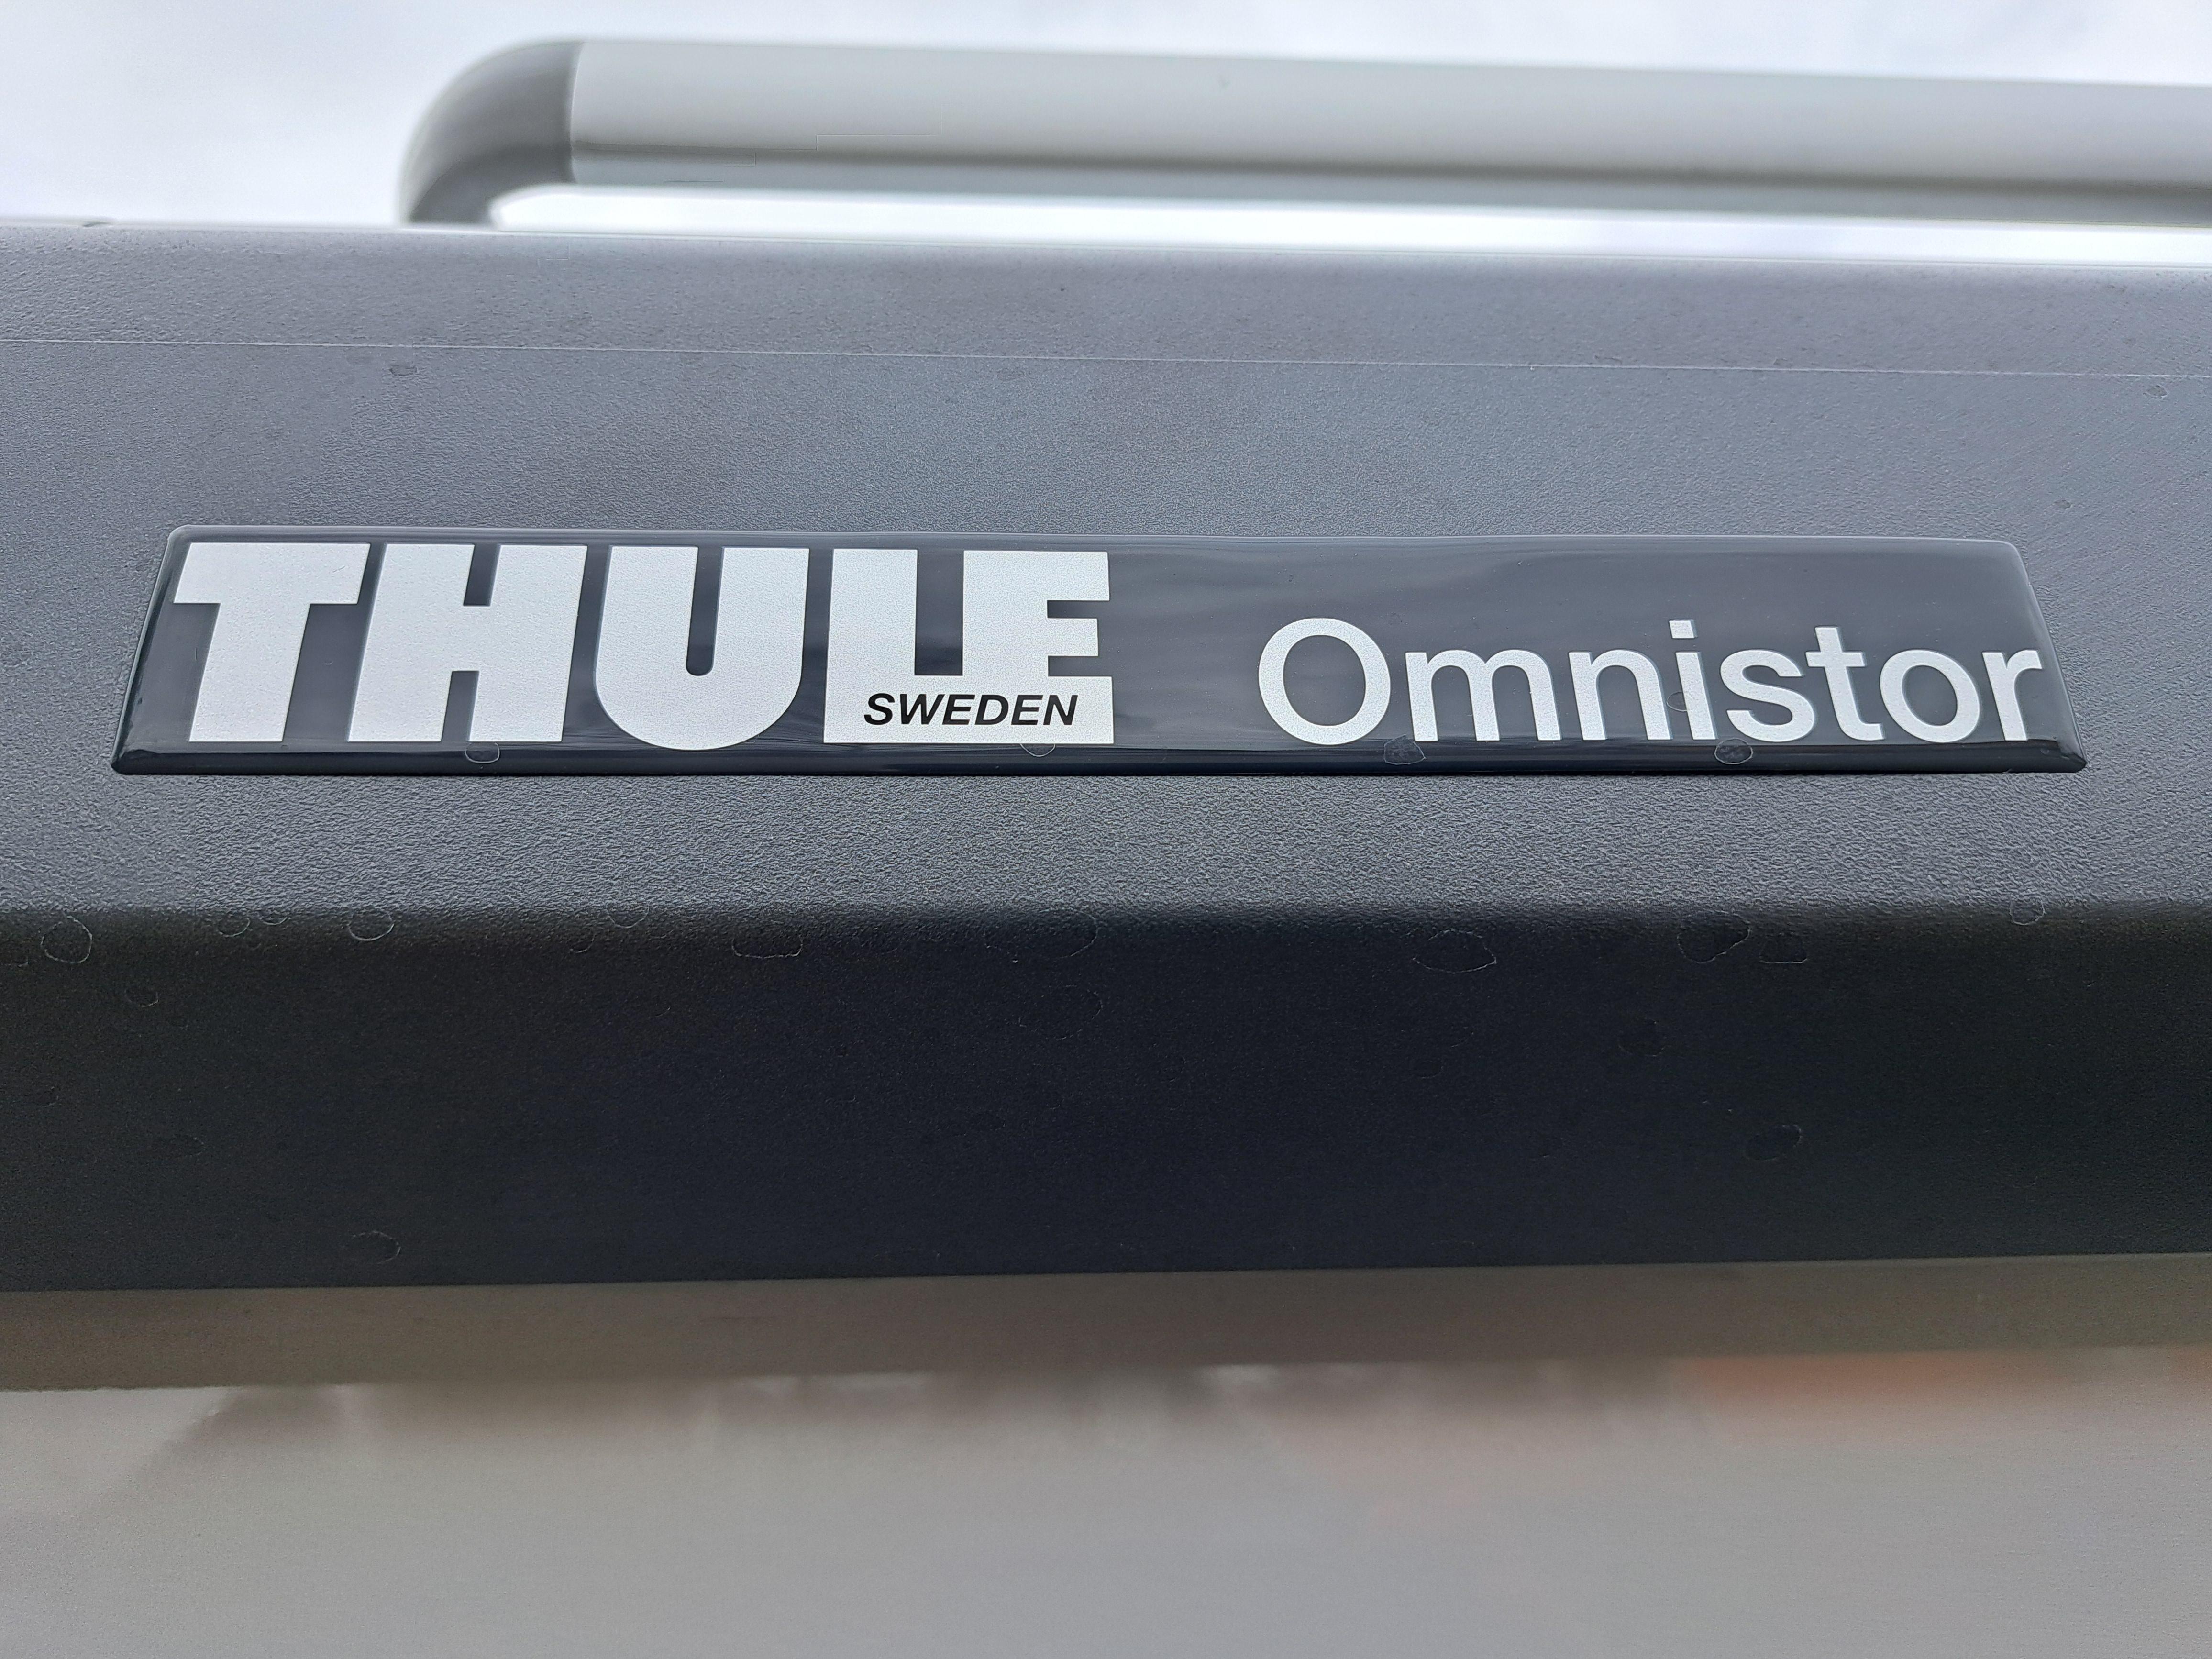 THULE Omnistor
SWEDEN